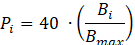 P_i = 40 · (B_i / B_max)